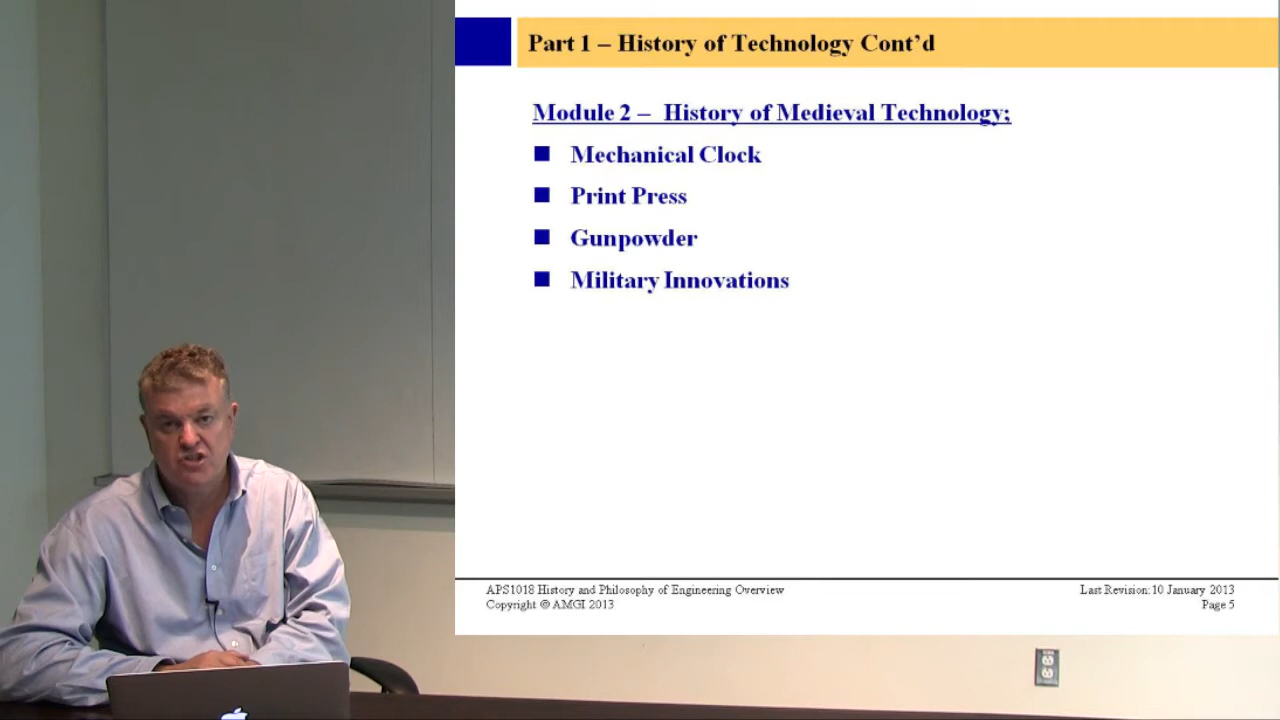 Part 1 – History of Technology Cont’d
Module 2 – History of Medieval Technology;
Mechanical Clock
Print Press
Gunpowder
Military Innovations
APS1018 History and Philosophy of Engineering Overview
Last Revision: 10 January 2013
Copyright © AMGI 2013
Page 5